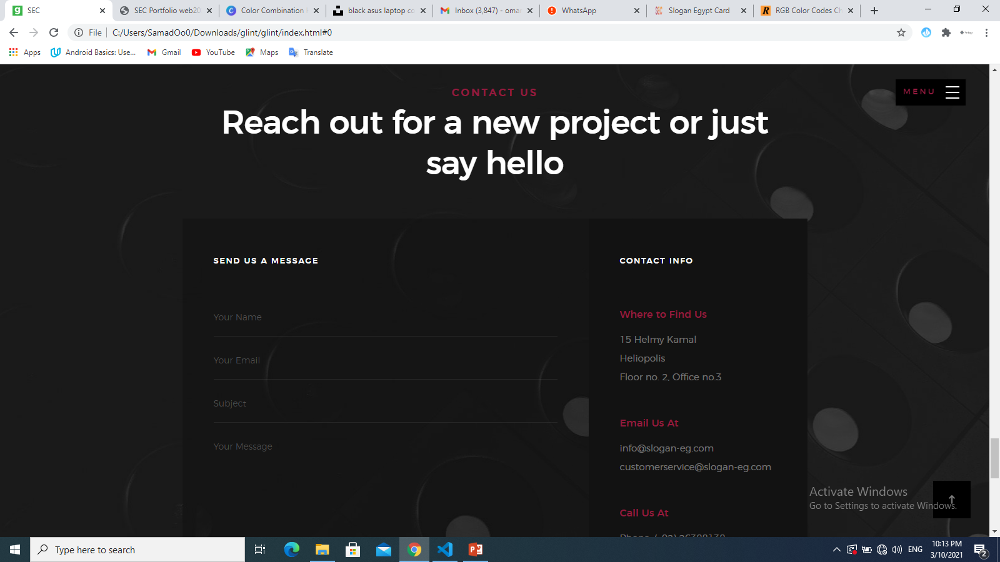 SEC
SEC Portfolio web20
Color Combination
black asus laptop co
Inbox (3,847) - omar
WhatsApp
Slogan Egypt Card
RGB Color Codes Ch
File
C:/Users/SamadOo0/Downloads/glint/glint/index.html#0
Apps
Android Basics: Use...
Gmail
YouTube
Maps
Translate
CONTACT US
MENU
Reach out for a new project or just
say hello
SEND US A MESSAGE
Your Name
Your Email
Subject
Your Message
CONTACT INFO
Where to Find Us
15 Helmy Kamal
Heliopolis
Floor no. 2, Office no.3
Email Us At
info@slogan-eg.com
customerservice@slogan-eg.com
Call Us At
Activate Windows
Go to Settings to activate Windows.
Type here to search
ENG
10:13 PM
3/10/2021
2